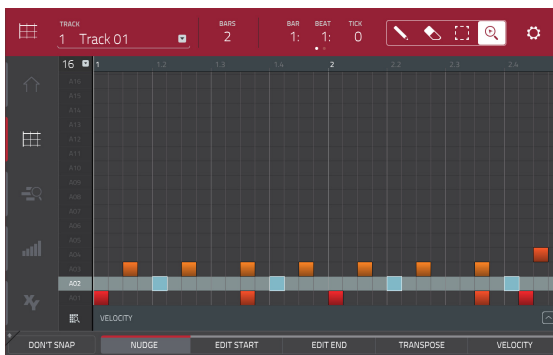 TRACK BARS BAR BEAT TICK
1 Track 01 2 1: 1: 0
16 1 1.2 1.3 1.4 2 2.2 2.3 2.4
A16
A15
A14
A13
A12
A11
A10
A09
A08
A07
A06
A05
A04
A03
A02
A01
XY
VELOCITY
DON'T SNAP NUDGE EDIT START EDIT END TRANSPOSE VELOCITY